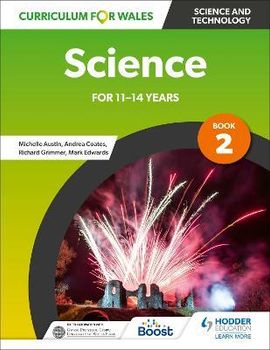 CURRICULUM FOR WALES
SCIENCE AND
TECHNOLOGY
Science
FOR 11–14 YEARS
BOOK
2
Michelle Austin, Andrea Coates,
Richard Grimmer, Mark Edwards
Boost
HODDER
EDUCATION
LEARN MORE